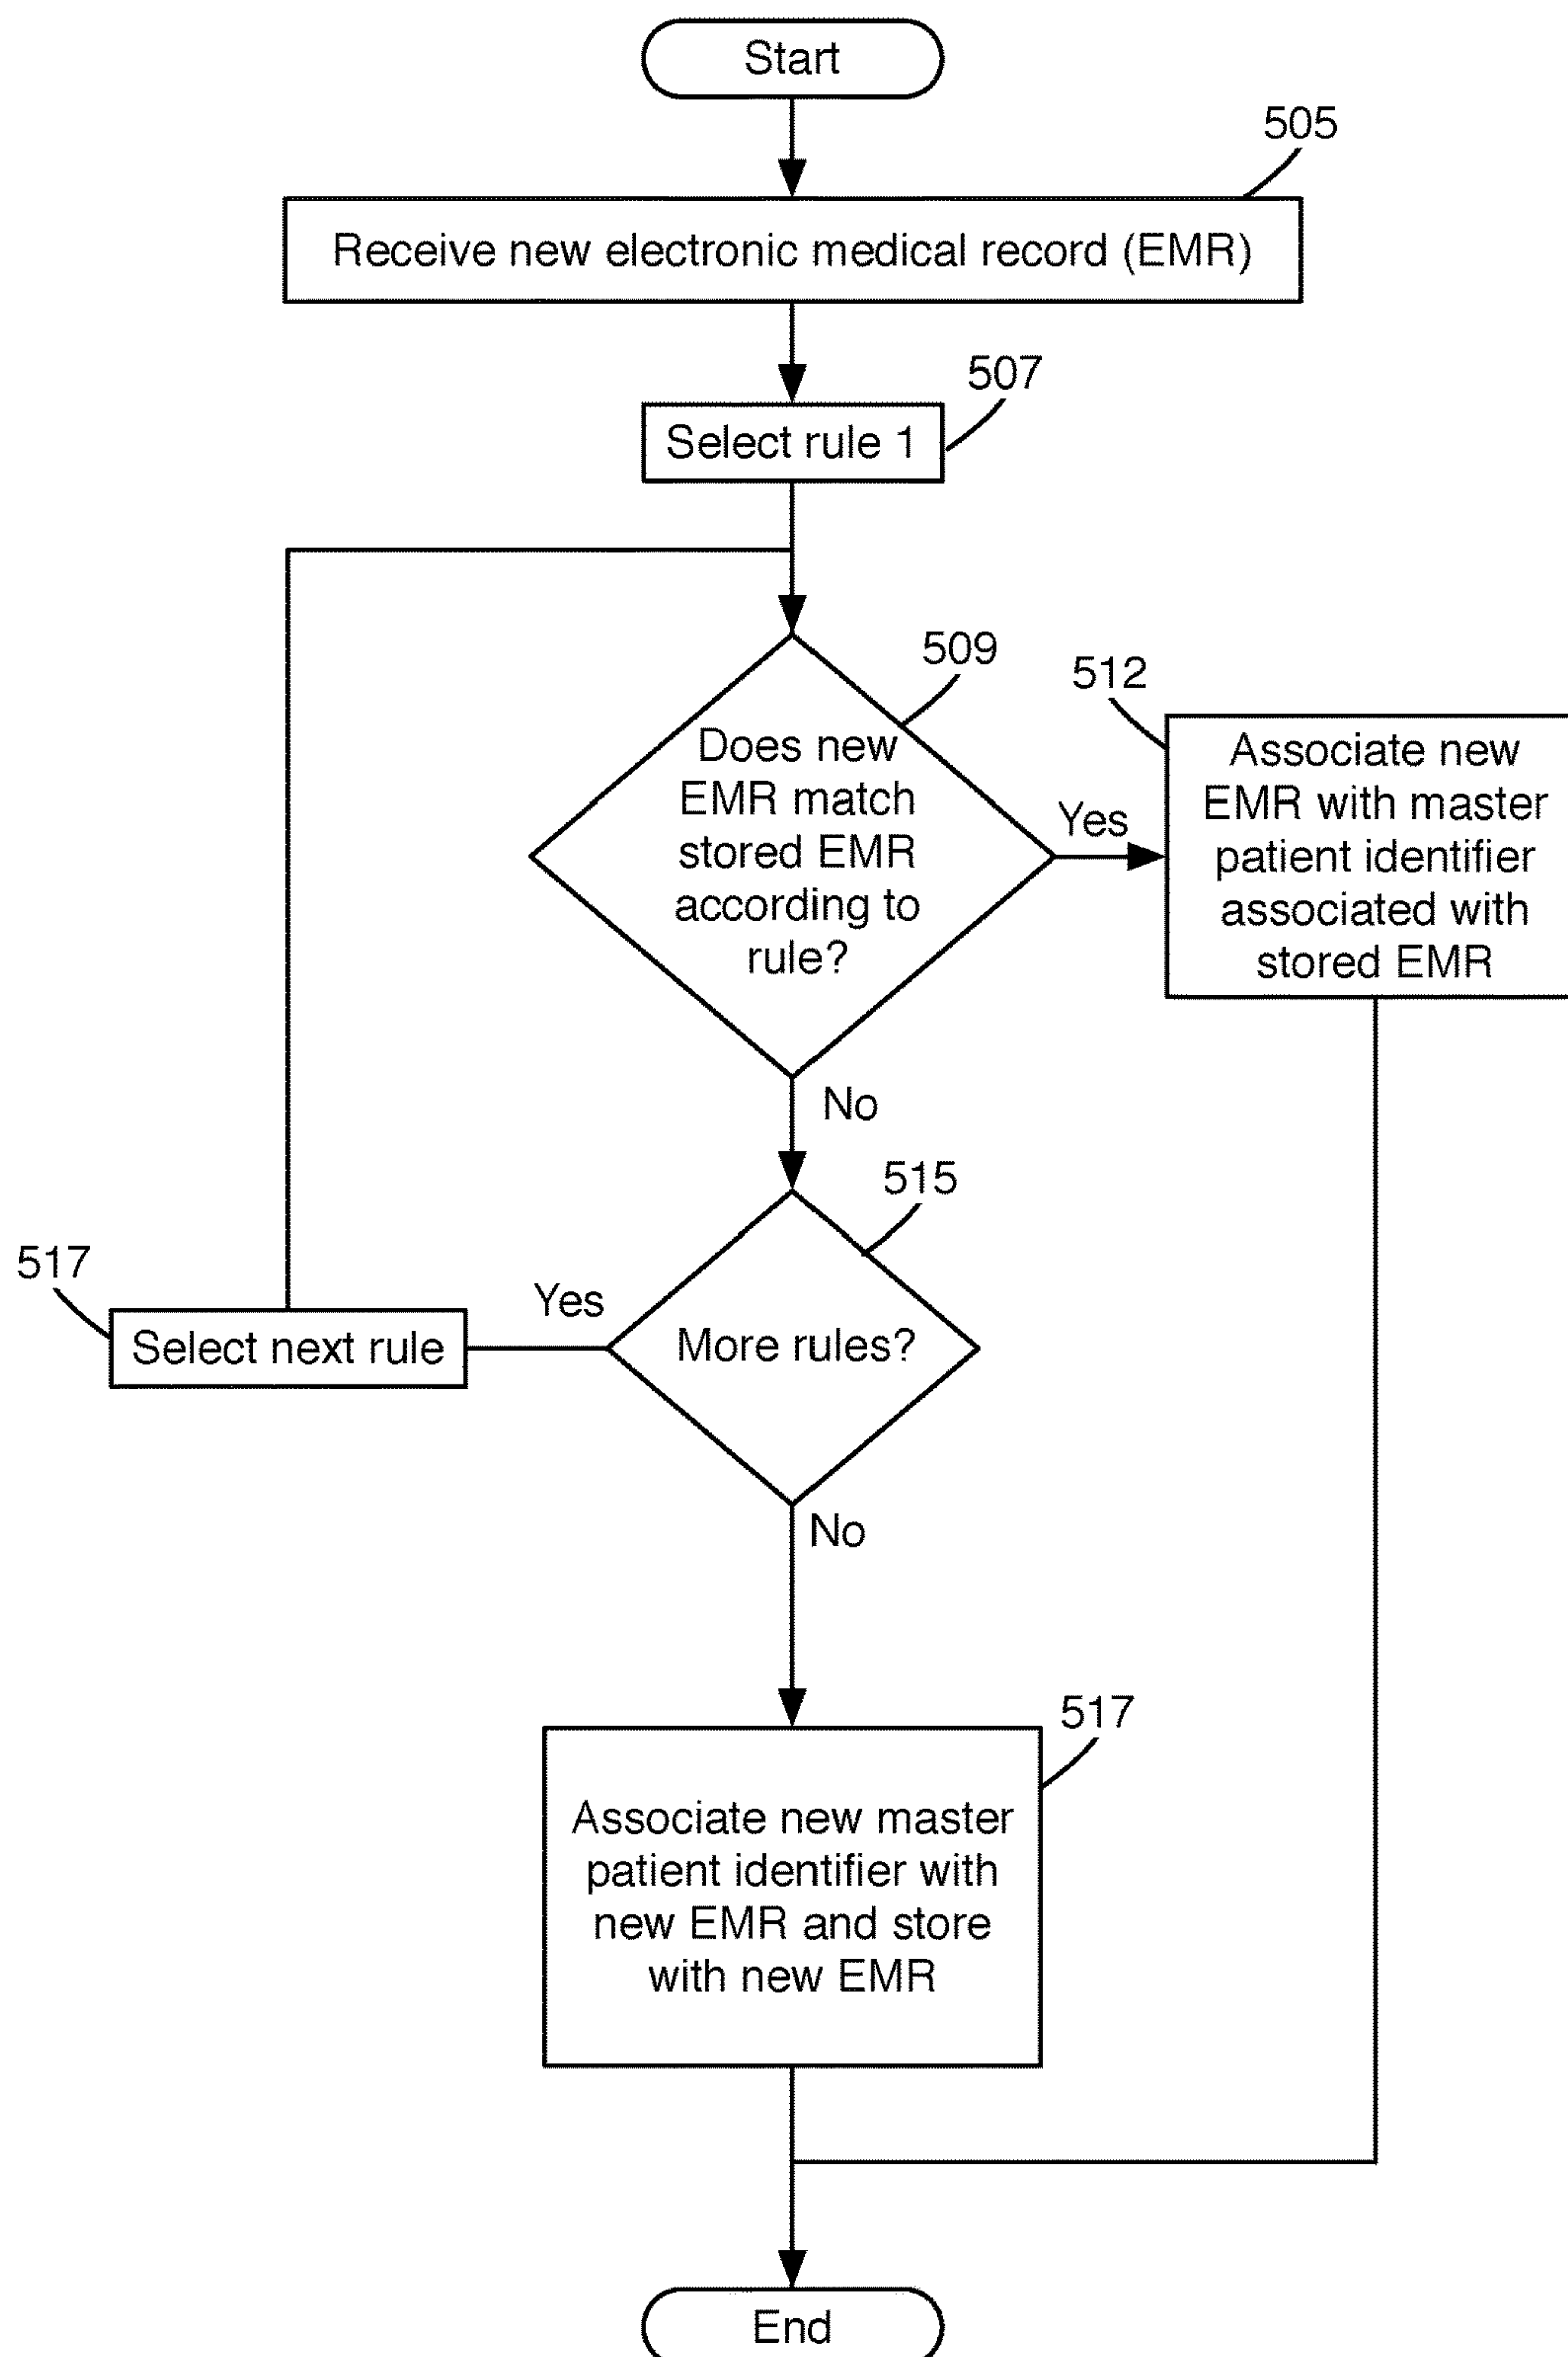 Start
505
Receive new electronic medical record (EMR)
507
Select rule 1
509
Does new
EMR match
stored EMR
according to
rule?
Yes
512
Associate new
EMR with master
patient identifier
associated with
stored EMR
No
515
More rules?
Yes
517
Select next rule
No
517
Associate new master
patient identifier with
new EMR and store
with new EMR
End